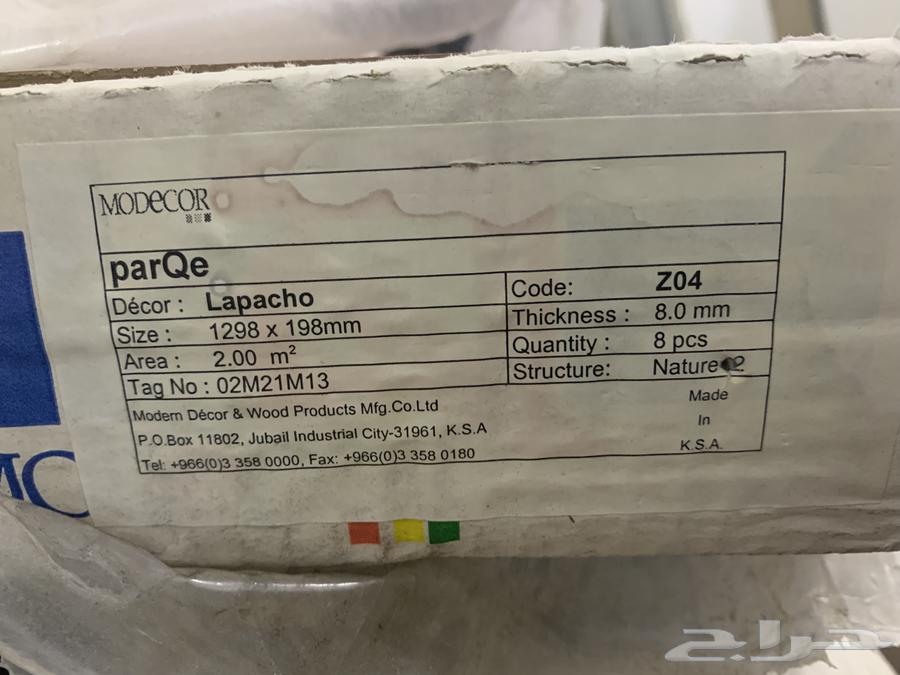 MODECOR
parQe
Décor : Lapacho
Code: Z04
Size : 1298 x 198mm
Thickness : 8.0 mm
Area : 2.00 m²
Quantity : 8 pcs
Tag No : 02M21M13
Structure: Nature 2
Modern Décor & Wood Products Mfg.Co.Ltd
P.O.Box 11802, Jubail Industrial City-31961, K.S.A
Tel: +966(0)3 358 0000, Fax: +966(0)3 358 0180
Made
In
K.S.A.
حراج